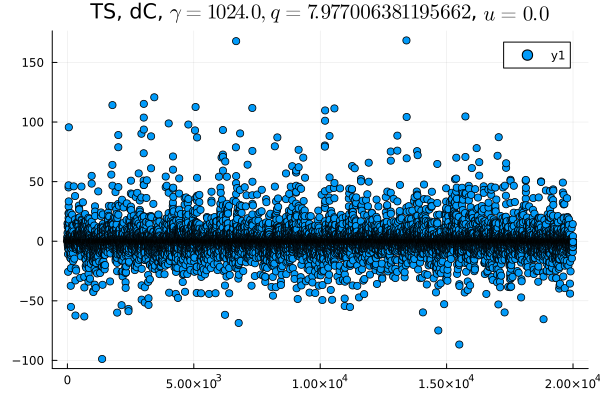 TS, dC, γ = 1024.0, q = 7.977006381195662, u = 0.0
y1
150
100
50
0
−50
−100
0 5.00×10³ 1.00×10⁴ 1.50×10⁴ 2.00×10⁴